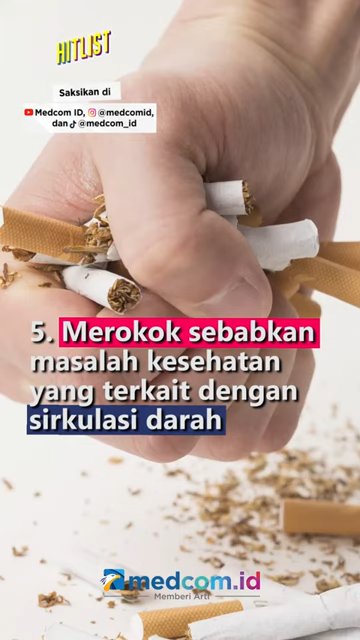 HITLIST
Saksikan di
Medcom ID, @medcomid,
dan @medcom_id
5. Merokok sebabkan
masalah kesehatan
yang terkait dengan
sirkulasi darah
medcom.id
Memberi Arti